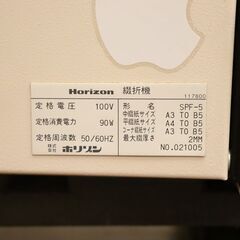 Horizon 綴折機
117800
定格電圧 100V
定格消費電力 90W
定格周波数 50/60HZ
株式会社 ホリゾン
形名 SPF-5
中綴紙サイズ A3 TO B5
平綴紙サイズ A4 TO B5
コーナ綴紙サイズ A3 TO B5
最大綴厚さ 2MM
NO.021005